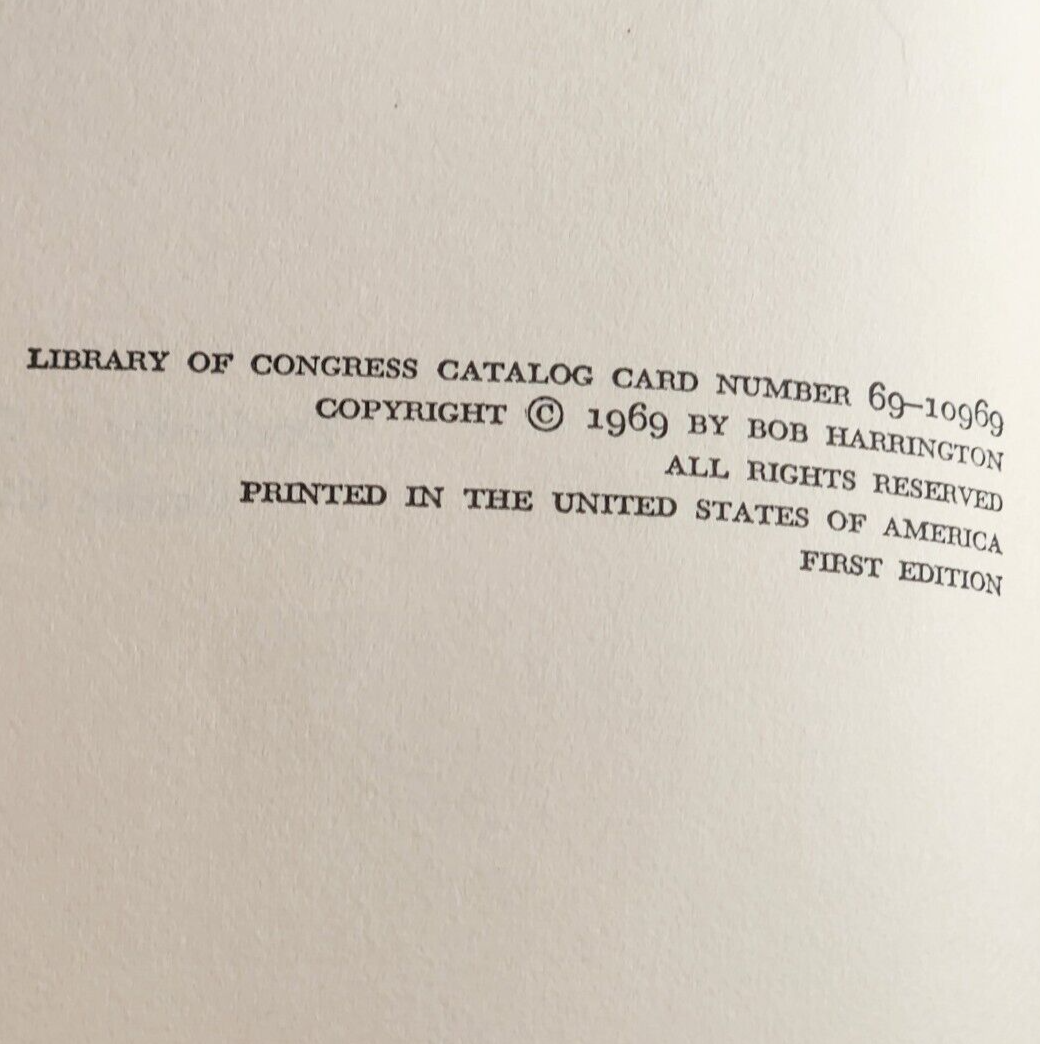 LIBRARY OF CONGRESS CATALOG CARD NUMBER 69–10969
COPYRIGHT © 1969 BY BOB HARRINGTON
ALL RIGHTS RESERVED
PRINTED IN THE UNITED STATES OF AMERICA
FIRST EDITION